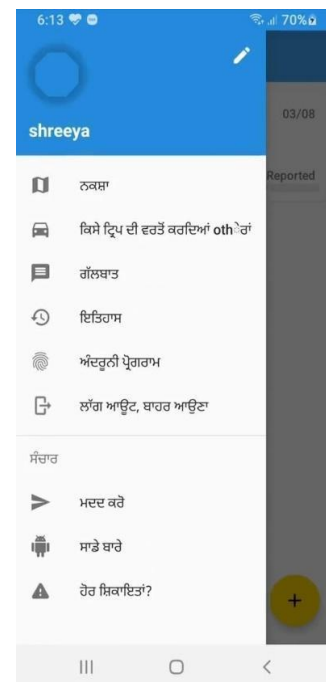 6:13
70%
shreeya
03/08
Reported
ਨਕਸ਼ਾ
ਕਿਸੇ ਟ੍ਰਿਪ ਦੀ ਵਰਤੋਂ ਕਰਦਿਆਂ othੇਰਾਂ
ਗੱਲਬਾਤ
ਇਤਿਹਾਸ
ਅੰਦਰੂਨੀ ਪ੍ਰੋਗਰਾਮ
ਲਾੱਗ ਆਊਟ, ਬਾਹਰ ਆਉਣਾ
ਸੰਚਾਰ
ਮਦਦ ਕਰੋ
ਸਾਡੇ ਬਾਰੇ
ਹੋਰ ਸ਼ਿਕਾਇਤਾਂ?